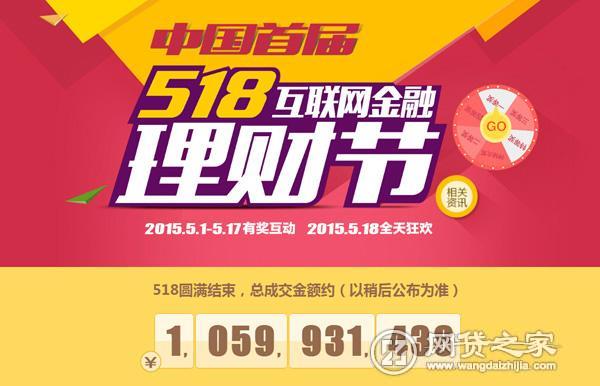 中国首届
518互联网金融
理财节
GO
相关
资讯
2015.5.1-5.17有奖互动 2015.5.18全天狂欢
518圆满结束，总成交金额约（以稍后公布为准）
¥ 1, 059, 931, 439
网贷之家
www.wangdaizhijia.com